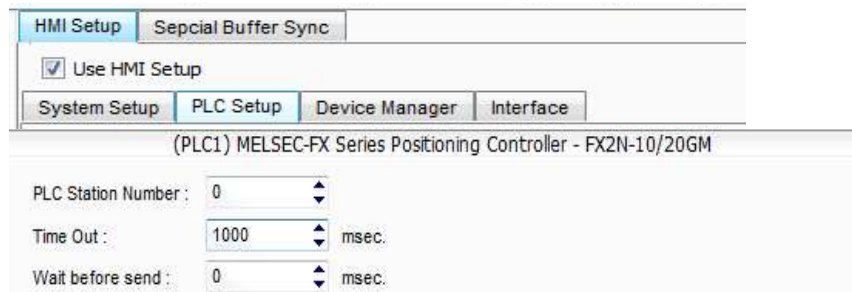 HMI Setup Sepcial Buffer Sync
Use HMI Setup
System Setup PLC Setup Device Manager Interface
(PLC1) MELSEC-FX Series Positioning Controller - FX2N-10/20GM
PLC Station Number : 0
Time Out : 1000 msec.
Wait before send : 0 msec.